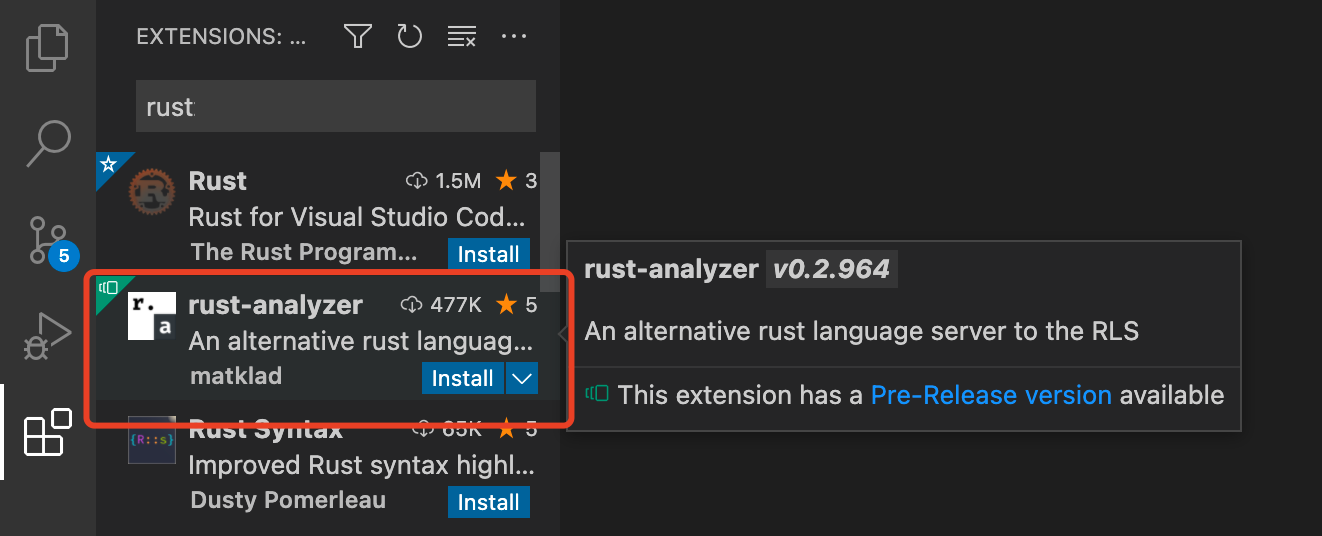 EXTENSIONS: ...
rust
Rust 1.5M 3
Rust for Visual Studio Cod...
The Rust Program... Install
rust-analyzer 477K 5
An alternative rust languag...
matklad Install
Rust Syntax 65K 5
Improved Rust syntax highl...
Dusty Pomerleau Install
5
r.
a
{R::s}
rust-analyzer v0.2.964
An alternative rust language server to the RLS
This extension has a Pre-Release version available